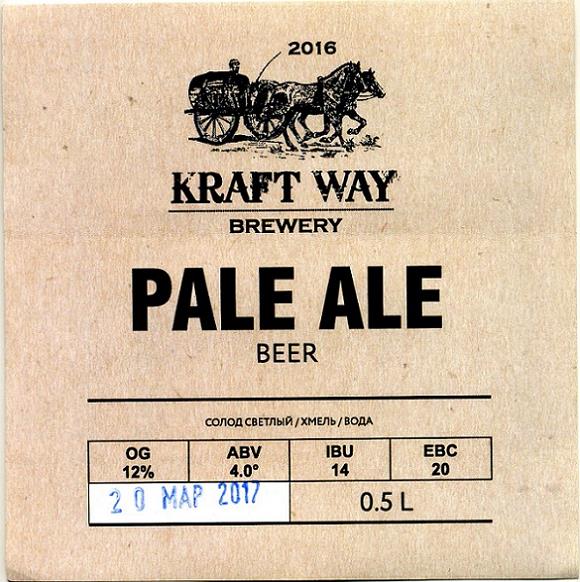 2016
KRAFT WAY
BREWERY
PALE ALE
BEER
СОЛОД СВЕТЛЫЙ / ХМЕЛЬ / ВОДА
OG ABV IBU EBC
12% 4.0° 14 20
20 МАР 2017 0.5 L